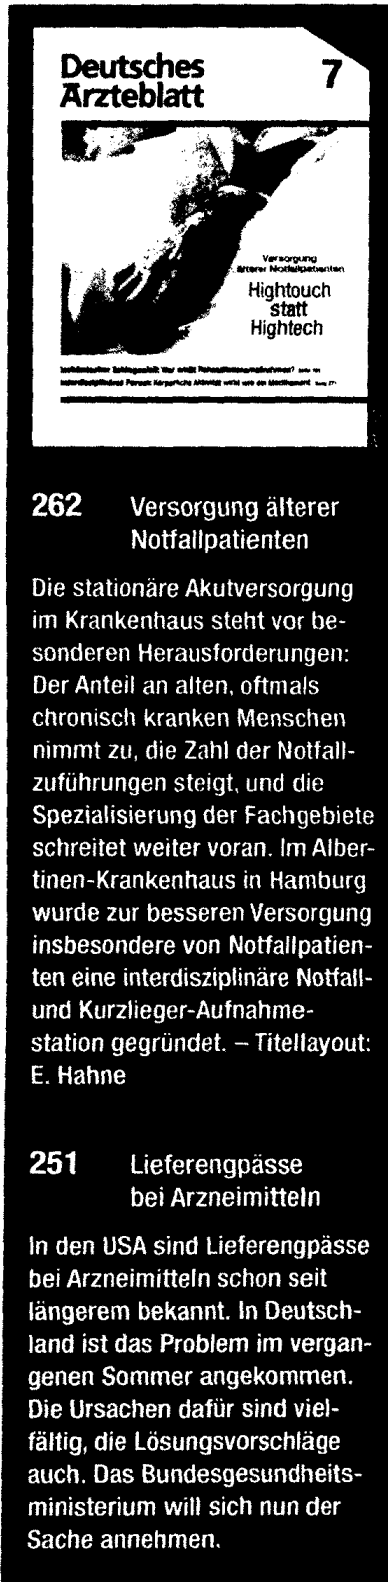 Deutsches
Ärzteblatt
7
Versorgung
älterer Notfallpatienten
Hightouch
statt
Hightech
262 Versorgung älterer
Notfallpatienten
Die stationäre Akutversorgung
im Krankenhaus steht vor be-
sonderen Herausforderungen:
Der Anteil an alten, oftmals
chronisch kranken Menschen
nimmt zu, die Zahl der Notfall-
zuführungen steigt, und die
Spezialisierung der Fachgebiete
schreitet weiter voran. Im Alber-
tinen-Krankenhaus in Hamburg
wurde zur besseren Versorgung
insbesondere von Notfallpatien-
ten eine interdisziplinäre Notfall-
und Kurzlieger-Aufnahme-
station gegründet. – Titellayout:
E. Hahne
251 Lieferengpässe
bei Arzneimitteln
In den USA sind Lieferengpässe
bei Arzneimitteln schon seit
längerem bekannt. In Deutsch-
land ist das Problem im vergan-
genen Sommer angekommen.
Die Ursachen dafür sind viel-
fältig, die Lösungsvorschläge
auch. Das Bundesgesundheits-
ministerium will sich nun der
Sache annehmen.